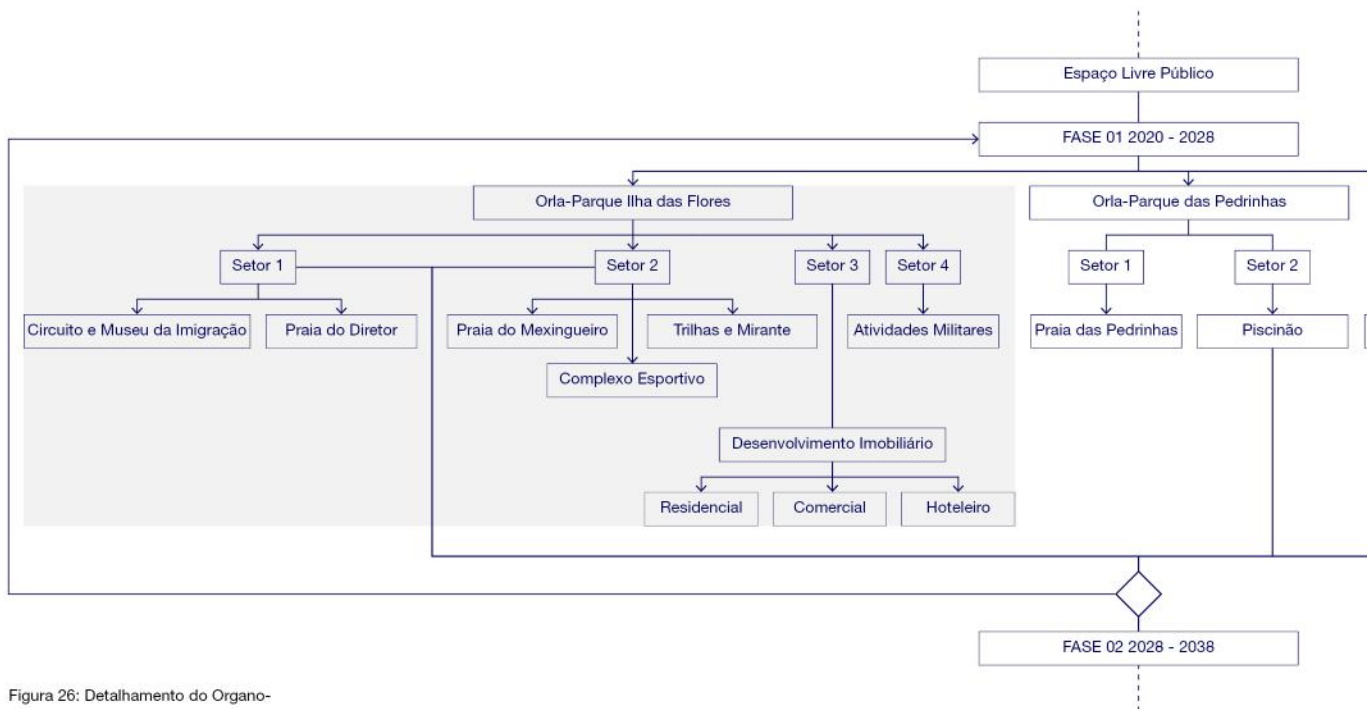 Espaço Livre Público
FASE 01 2020 - 2028
Orla-Parque Ilha das Flores
Orla-Parque das Pedrinhas
Setor 1
Setor 2
Setor 3
Setor 4
Setor 1
Setor 2
Circuito e Museu da Imigração
Praia do Diretor
Praia do Mexingueiro
Trilhas e Mirante
Atividades Militares
Praia das Pedrinhas
Piscinão
Complexo Esportivo
Desenvolvimento Imobiliário
Residencial
Comercial
Hoteleiro
FASE 02 2028 - 2038
Figura 26: Detalhamento do Organo-